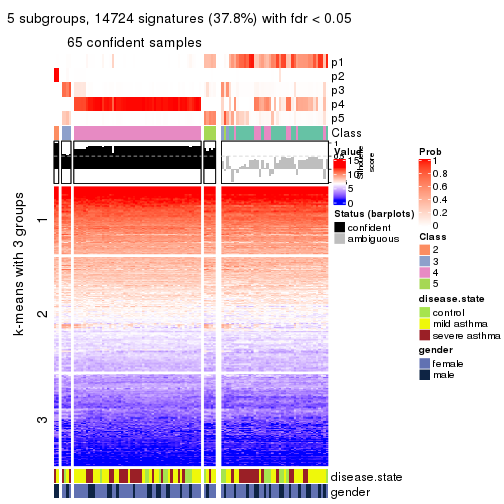 5 subgroups, 14724 signatures (37.8%) with fdr < 0.05
65 confident samples
p1
p2
p3
p4
p5
Class
1
Silhouette
score
k-means with 3 groups
1
2
3
disease.state
gender
Value
15
10
5
0
Status (barplots)
confident
ambiguous
Prob
1
0.8
0.6
0.4
0.2
0
Class
2
3
4
5
disease.state
control
mild asthma
severe asthma
gender
female
male